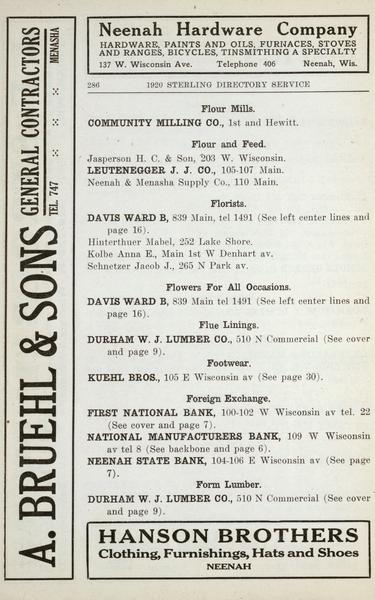 Neenah Hardware Company
HARDWARE, PAINTS AND OILS, FURNACES, STOVES
AND RANGES, BICYCLES, TINSMITHING A SPECIALTY
137 W. Wisconsin Ave. Telephone 406 Neenah, Wis.
A. BRUEHL & SONS GENERAL CONTRACTORS
TEL. 747 MENASHA
286 1920 STERLING DIRECTORY SERVICE
Flour Mills.
COMMUNITY MILLING CO., 1st and Hewitt.
Flour and Feed.
Jasperson H. C. & Son, 203 W. Wisconsin.
LEUTENEGGER J. J. CO., 105-107 Main.
Neenah & Menasha Supply Co., 110 Main.
Florists.
DAVIS WARD B, 839 Main, tel 1491 (See left center lines and
page 16).
Hinterthuer Mabel, 252 Lake Shore.
Kolbe Anna E., Main 1st W Denhart av.
Schnetzer Jacob J., 265 N Park av.
Flowers For All Occasions.
DAVIS WARD B, 839 Main tel 1491 (See left center lines and
page 16).
Flue Linings.
DURHAM W. J. LUMBER CO., 510 N Commercial (See cover
and page 9).
Footwear.
KUEHL BROS., 105 E Wisconsin av (See page 30).
Foreign Exchange.
FIRST NATIONAL BANK, 100-102 W Wisconsin av tel. 22
(See cover and page 7).
NATIONAL MANUFACTURERS BANK, 109 W Wisconsin
av tel 8 (See backbone and page 6).
NEENAH STATE BANK, 104-106 E Wisconsin av (See page
7).
Form Lumber.
DURHAM W. J. LUMBER CO., 510 N Commercial (See cover
and page 9).
HANSON BROTHERS
Clothing, Furnishings, Hats and Shoes
NEENAH